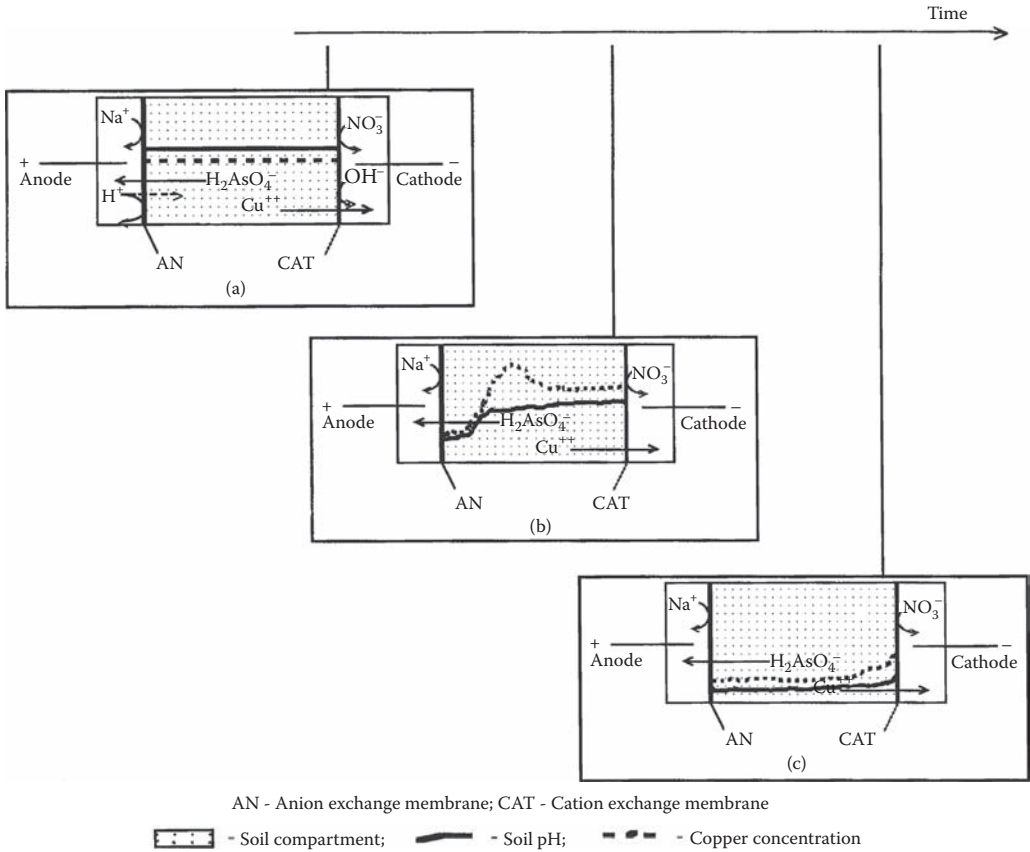 Time
Na⁺
NO₃⁻
+
Anode
−
Cathode
H₂AsO₄⁻
H⁺
OH⁻
Cu⁺⁺
AN
CAT
(a)
Na⁺
NO₃⁻
+
Anode
−
Cathode
H₂AsO₄⁻
Cu⁺⁺
AN
CAT
(b)
Na⁺
NO₃⁻
+
Anode
−
Cathode
H₂AsO₄⁻
Cu⁺⁺
AN
CAT
(c)
AN - Anion exchange membrane; CAT - Cation exchange membrane
- Soil compartment; - Soil pH; - Copper concentration